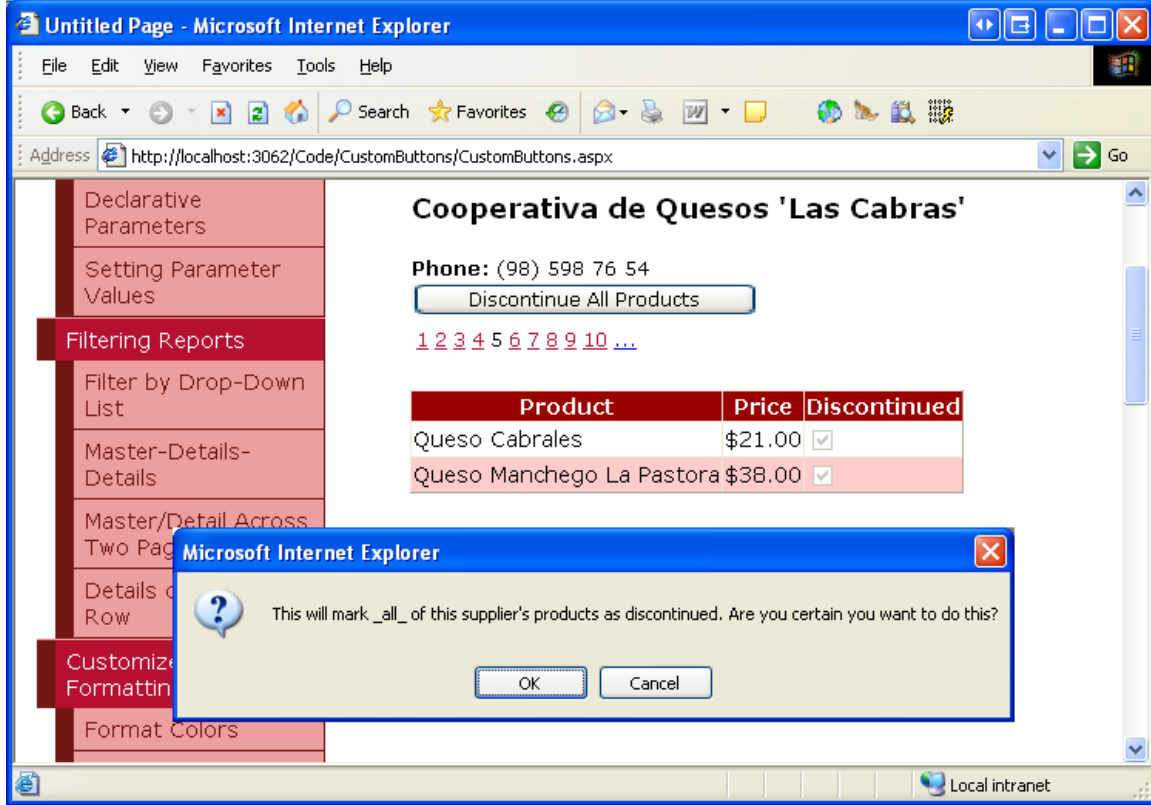 Untitled Page - Microsoft Internet Explorer
File Edit View Favorites Tools Help
Back Search Favorites
Address http://localhost:3062/Code/CustomButtons/CustomButtons.aspx Go
Declarative
Parameters
Setting Parameter
Values
Filtering Reports
Filter by Drop-Down
List
Master-Details-
Details
Master/Detail Across
Two Pag
Details
Row
Customize
Formattin
Format Colors
Cooperativa de Quesos 'Las Cabras'
Phone: (98) 598 76 54
Discontinue All Products
1 2 3 4 5 6 7 8 9 10 ...
Product Price Discontinued
Queso Cabrales $21.00
Queso Manchego La Pastora $38.00
Microsoft Internet Explorer
This will mark _all_ of this supplier's products as discontinued. Are you certain you want to do this?
OK Cancel
Local intranet